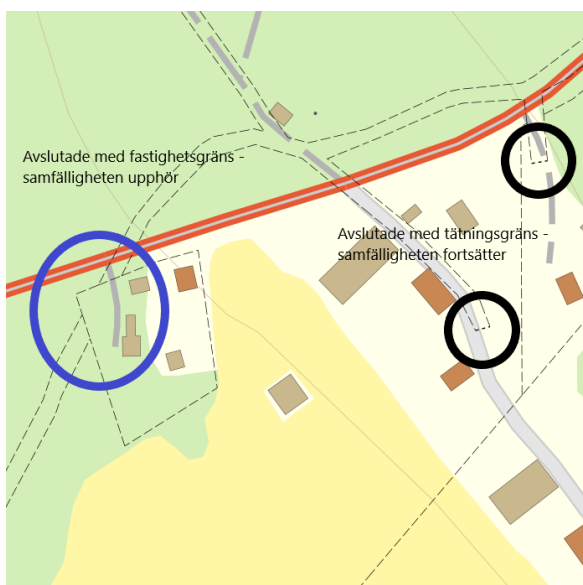 Avslutade med fastighetsgräns -
samfälligheten upphör
Avslutade med tätningsgräns -
samfälligheten fortsätter